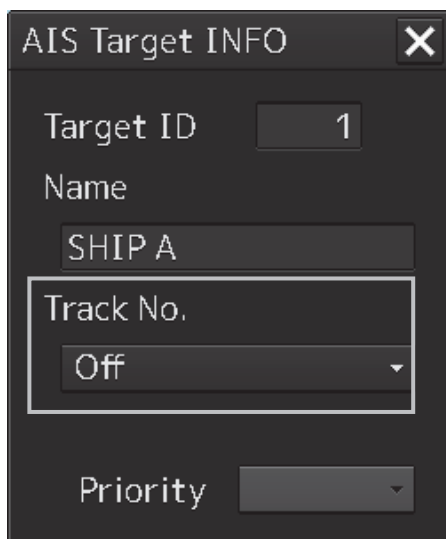 AIS Target INFO
Target ID 1
Name
SHIP A
Track No.
Off
Priority